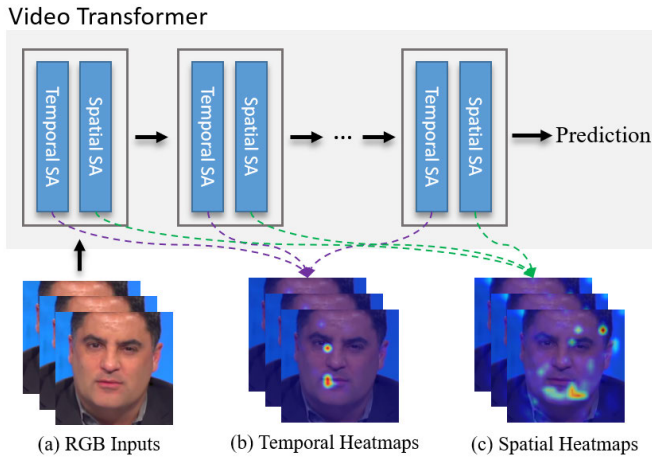 Video Transformer
Temporal SA
Spatial SA
Temporal SA
Spatial SA
...
Temporal SA
Spatial SA
Prediction
(a) RGB Inputs
(b) Temporal Heatmaps
(c) Spatial Heatmaps